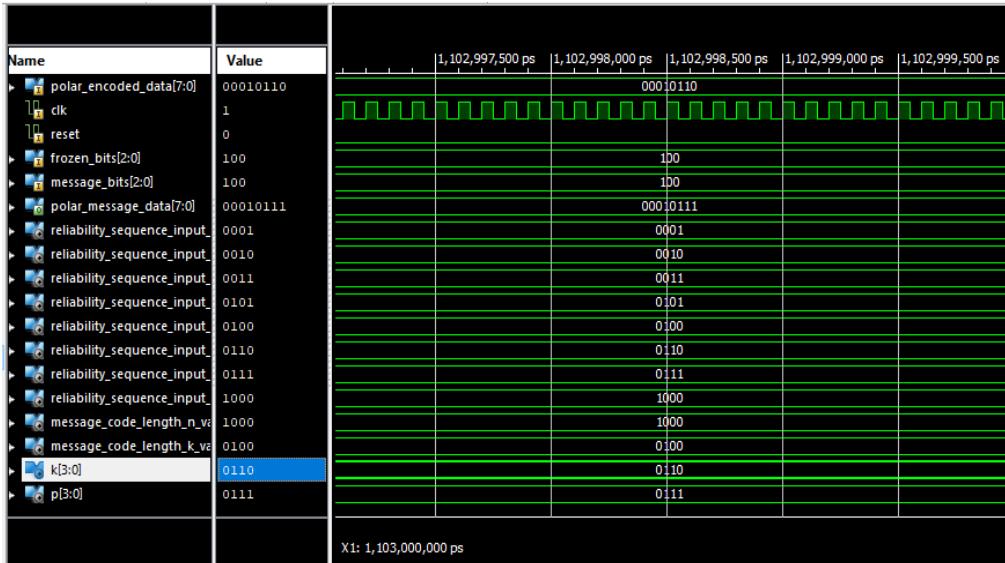 Name Value 1,102,997,500 ps 1,102,998,000 ps 1,102,998,500 ps 1,102,999,000 ps 1,102,999,500 ps
polar_encoded_data[7:0] 00010110 00010110
clk 1
reset 0
frozen_bits[2:0] 100 100
message_bits[2:0] 100 100
polar_message_data[7:0] 00010111 00010111
reliability_sequence_input_ 0001 0001
reliability_sequence_input_ 0010 0010
reliability_sequence_input_ 0011 0011
reliability_sequence_input_ 0101 0101
reliability_sequence_input_ 0100 0100
reliability_sequence_input_ 0110 0110
reliability_sequence_input_ 0111 0111
reliability_sequence_input_ 1000 1000
message_code_length_n_va 1000 1000
message_code_length_k_va 0100 0100
k[3:0] 0110 0110
p[3:0] 0111 0111
X1: 1,103,000,000 ps